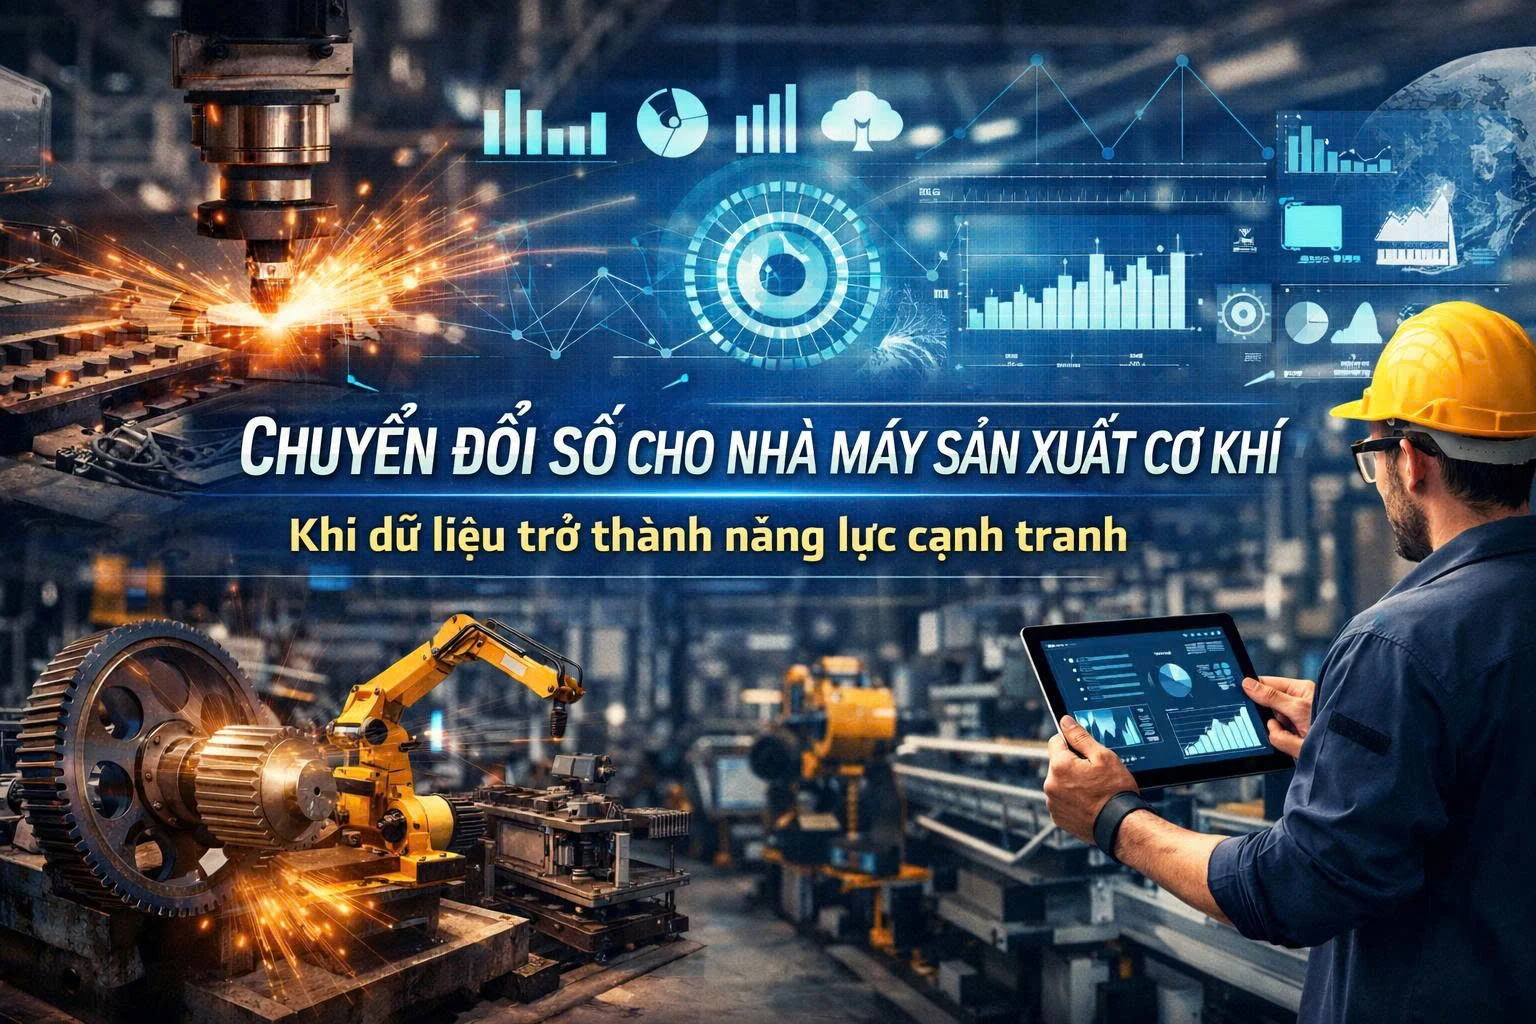 CHUYỂN ĐỔI SỐ CHO NHÀ MÁY SẢN XUẤT CƠ KHÍ
Khi dữ liệu trở thành năng lực cạnh tranh